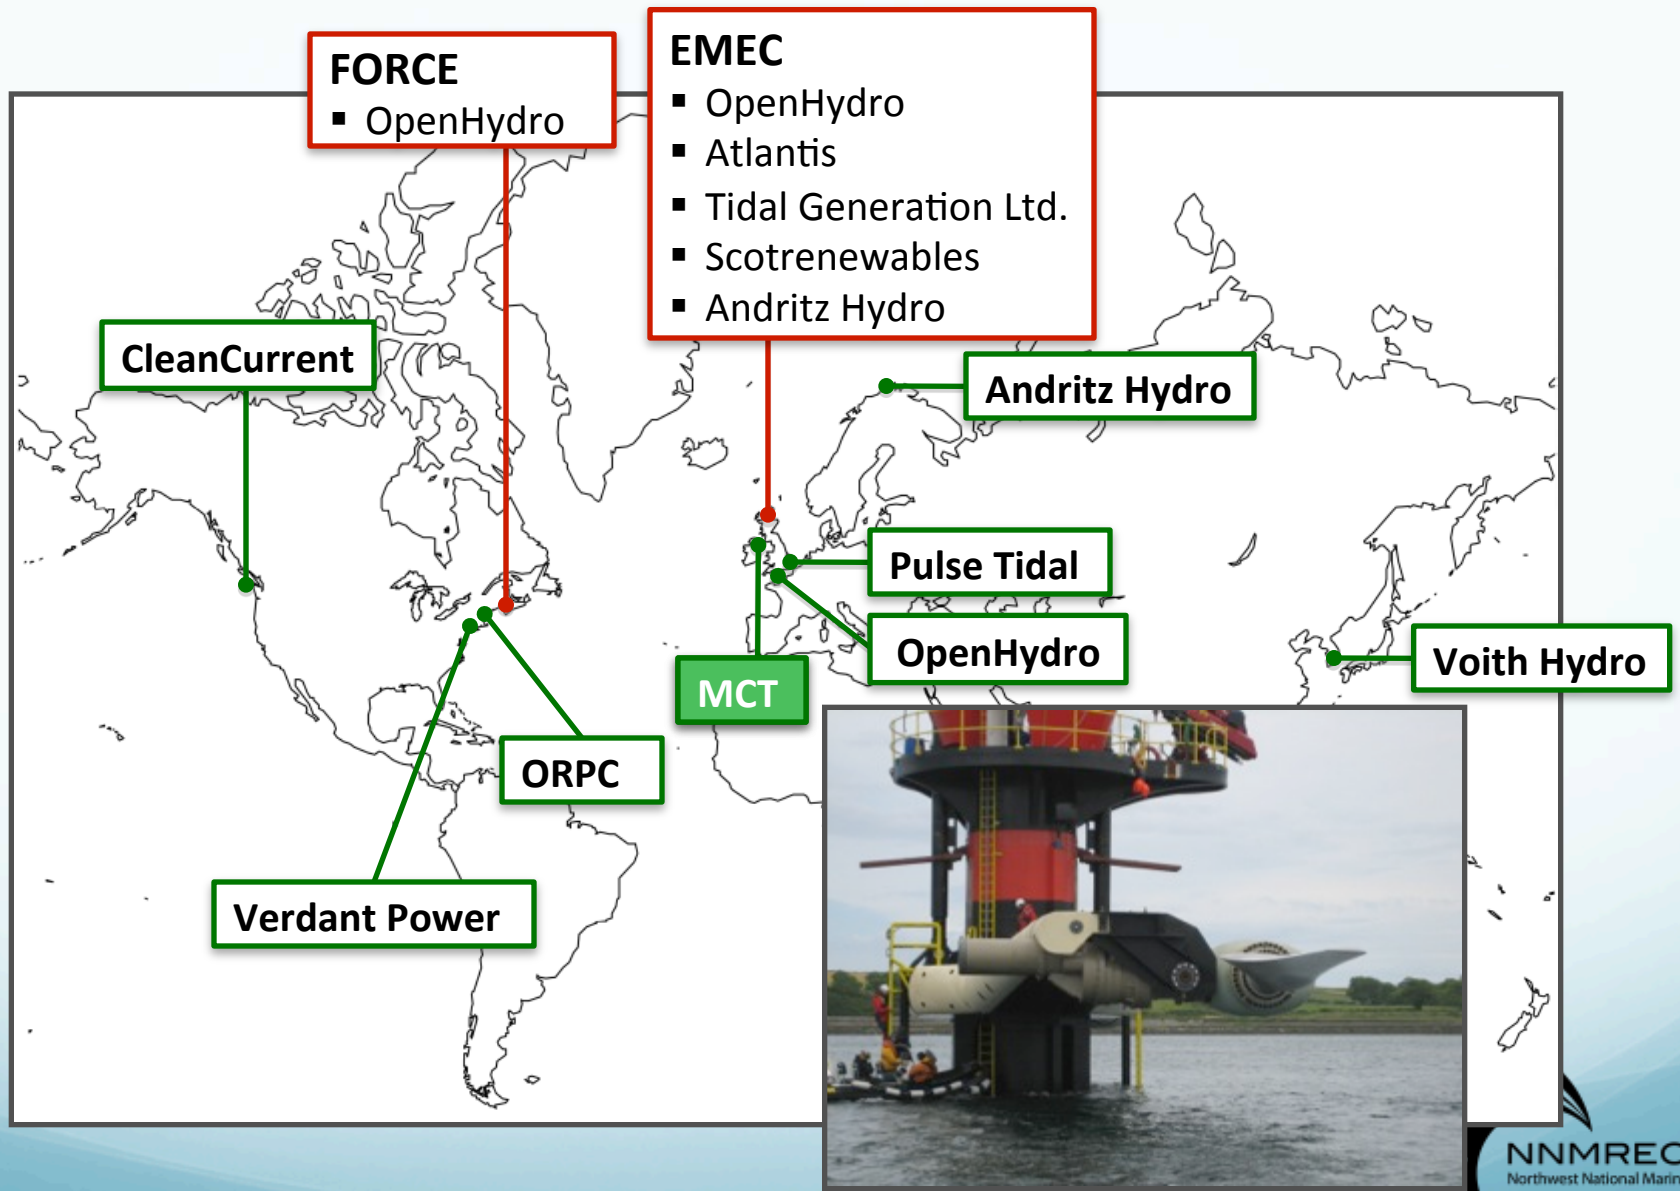 FORCE
▪ OpenHydro
EMEC
▪ OpenHydro
▪ Atlantis
▪ Tidal Generation Ltd.
▪ Scotrenewables
▪ Andritz Hydro
CleanCurrent
Andritz Hydro
Pulse Tidal
OpenHydro
Voith Hydro
MCT
ORPC
Verdant Power
NNMREC
Northwest National Marin